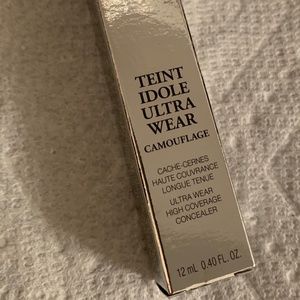 TEINT
IDOLE
ULTRA
WEAR
CAMOUFLAGE
CACHE-CERNES
HAUTE COUVRANCE
LONGUE TENUE
ULTRA WEAR
HIGH COVERAGE
CONCEALER
12 mL 0.40 FL. OZ.